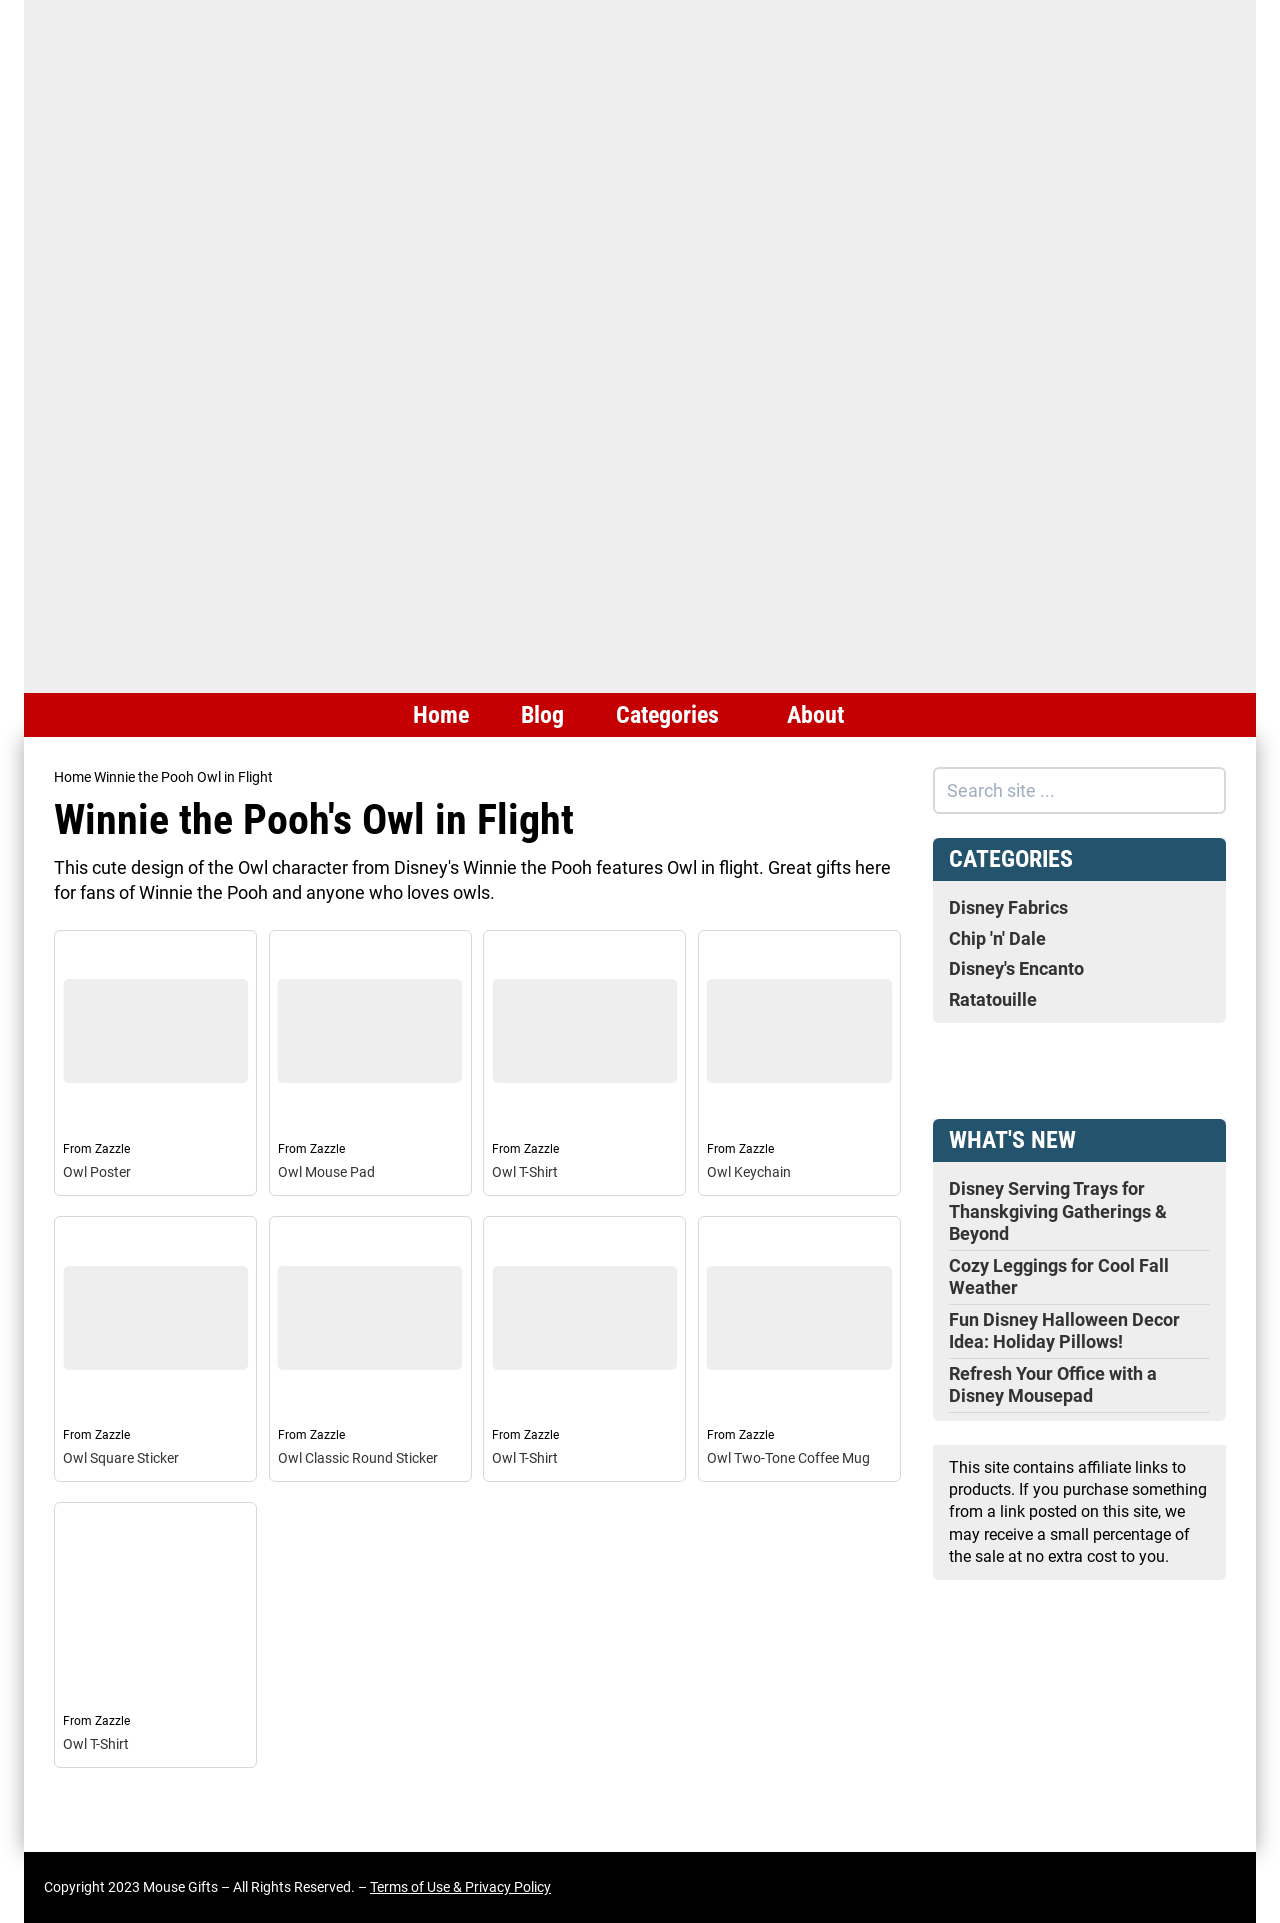 Home Blog Categories About
Home Winnie the Pooh Owl in Flight
Winnie the Pooh's Owl in Flight
This cute design of the Owl character from Disney's Winnie the Pooh features Owl in flight. Great gifts here
for fans of Winnie the Pooh and anyone who loves owls.
From Zazzle
Owl Poster
From Zazzle
Owl Mouse Pad
From Zazzle
Owl T-Shirt
From Zazzle
Owl Keychain
From Zazzle
Owl Square Sticker
From Zazzle
Owl Classic Round Sticker
From Zazzle
Owl T-Shirt
From Zazzle
Owl Two-Tone Coffee Mug
From Zazzle
Owl T-Shirt
Search site ...
CATEGORIES
Disney Fabrics
Chip 'n' Dale
Disney's Encanto
Ratatouille
WHAT'S NEW
Disney Serving Trays for
Thanskgiving Gatherings &
Beyond
Cozy Leggings for Cool Fall
Weather
Fun Disney Halloween Decor
Idea: Holiday Pillows!
Refresh Your Office with a
Disney Mousepad
This site contains affiliate links to
products. If you purchase something
from a link posted on this site, we
may receive a small percentage of
the sale at no extra cost to you.
Copyright 2023 Mouse Gifts – All Rights Reserved. – Terms of Use & Privacy Policy